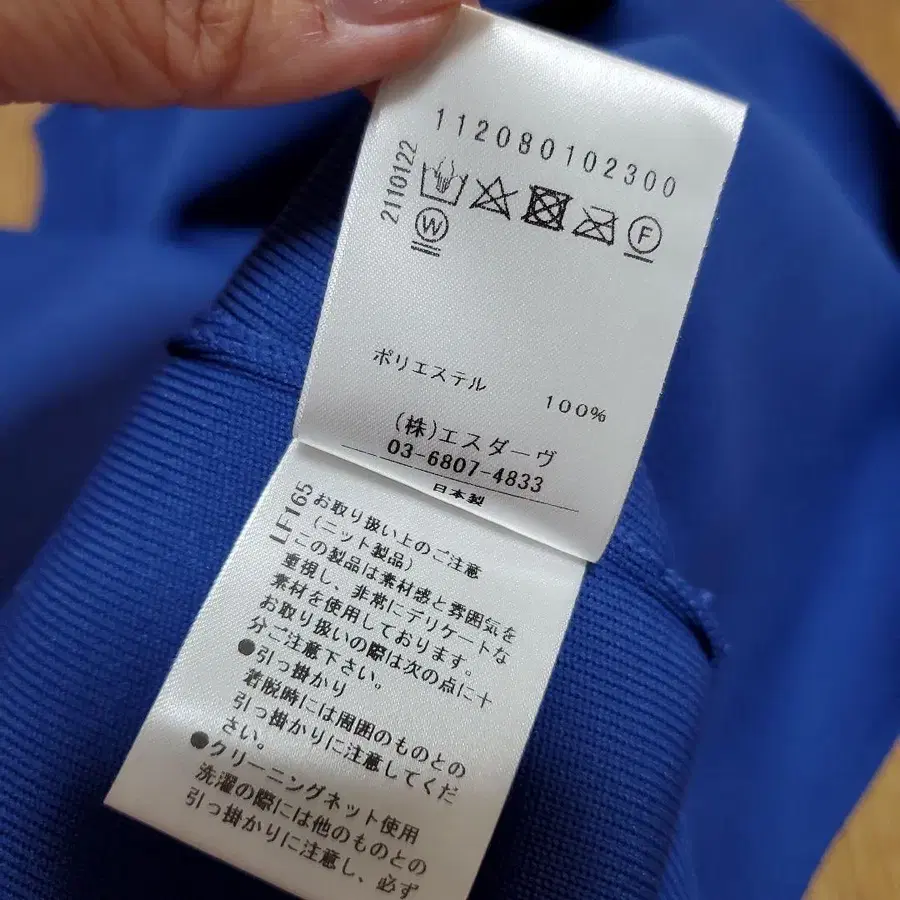 112080102300
2110122
W
F
ポリエステル
100%
(株)エスダーヴ
03-6807-4833
日本製
LF165
お取り扱い上のご注意
(ニット製品)
この製品は素材感と雰囲気を
重視し、非常にデリケートな
素材を使用しております。
お取り扱いの際は次の点に十
分ご注意下さい。
●引っ掛かり
着脱時には周囲のものとの
引っ掛かりに注意してくだ
さい。
●クリーニングネット使用
洗濯の際には他のものとの
引っ掛かりに注意し、必ず